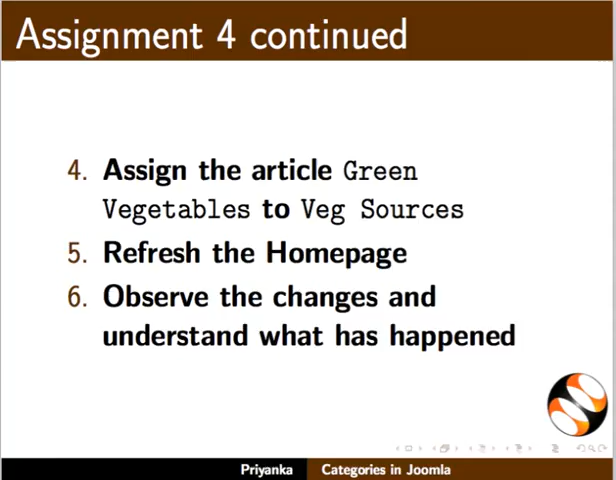 Assignment 4 continued
4. Assign the article Green
Vegetables to Veg Sources
5. Refresh the Homepage
6. Observe the changes and
understand what has happened
Priyanka Categories in Joomla